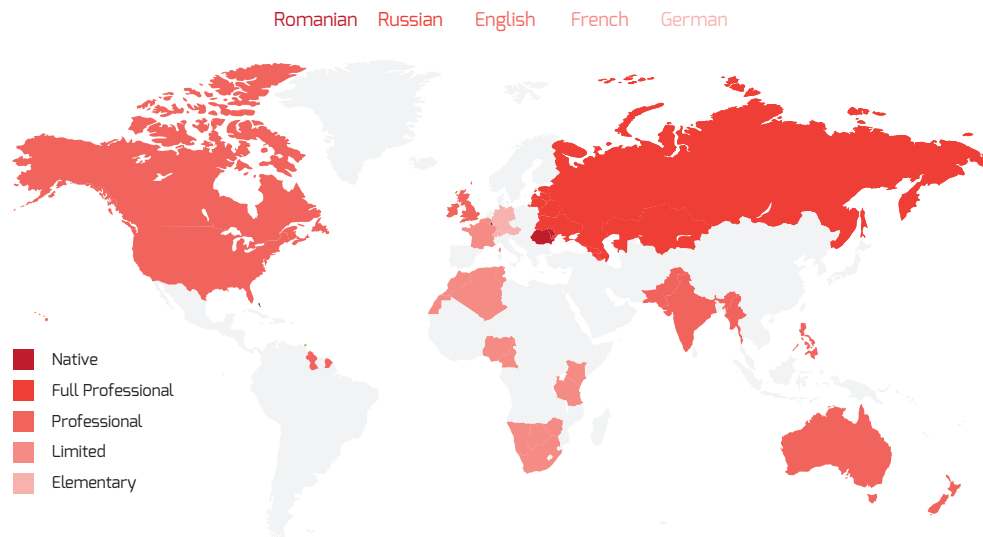 Romanian Russian English French German
Native
Full Professional
Professional
Limited
Elementary